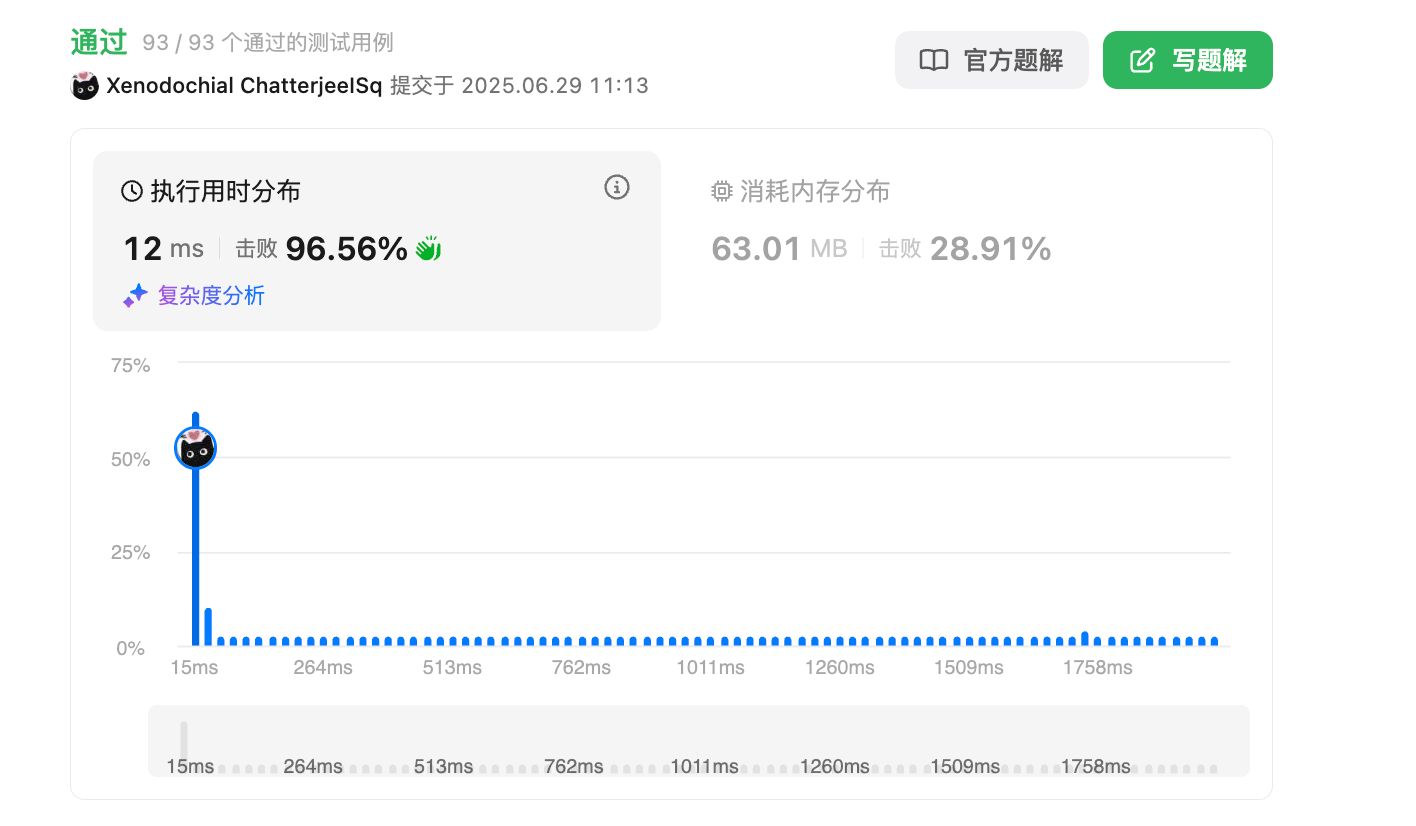 通过 93 / 93 个通过的测试用例
官方题解
写题解
Xenodochial ChatterjeeISq 提交于 2025.06.29 11:13
执行用时分布
消耗内存分布
12 ms 击败 96.56%
63.01 MB 击败 28.91%
复杂度分析
75%
50%
25%
0%
15ms 264ms 513ms 762ms 1011ms 1260ms 1509ms 1758ms
15ms 264ms 513ms 762ms 1011ms 1260ms 1509ms 1758ms